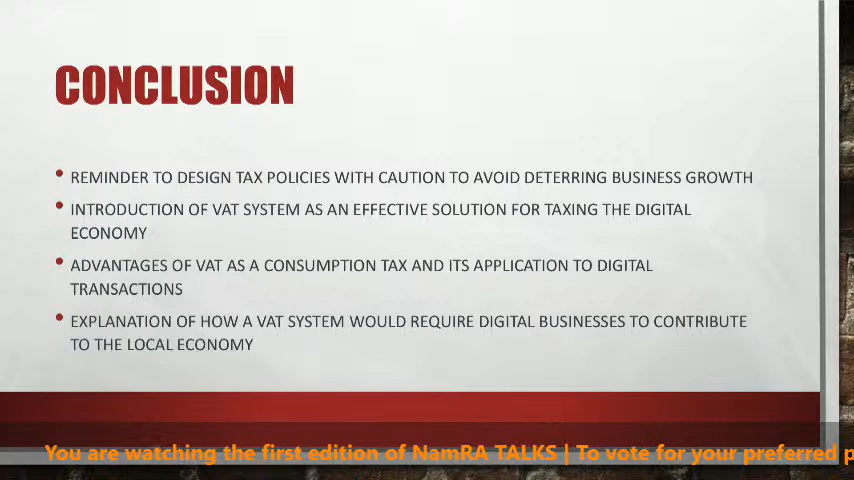 CONCLUSION
• REMINDER TO DESIGN TAX POLICIES WITH CAUTION TO AVOID DETERRING BUSINESS GROWTH
• INTRODUCTION OF VAT SYSTEM AS AN EFFECTIVE SOLUTION FOR TAXING THE DIGITAL
ECONOMY
• ADVANTAGES OF VAT AS A CONSUMPTION TAX AND ITS APPLICATION TO DIGITAL
TRANSACTIONS
• EXPLANATION OF HOW A VAT SYSTEM WOULD REQUIRE DIGITAL BUSINESSES TO CONTRIBUTE
TO THE LOCAL ECONOMY
You are watching the first edition of NamRA TALKS | To vote for your preferred